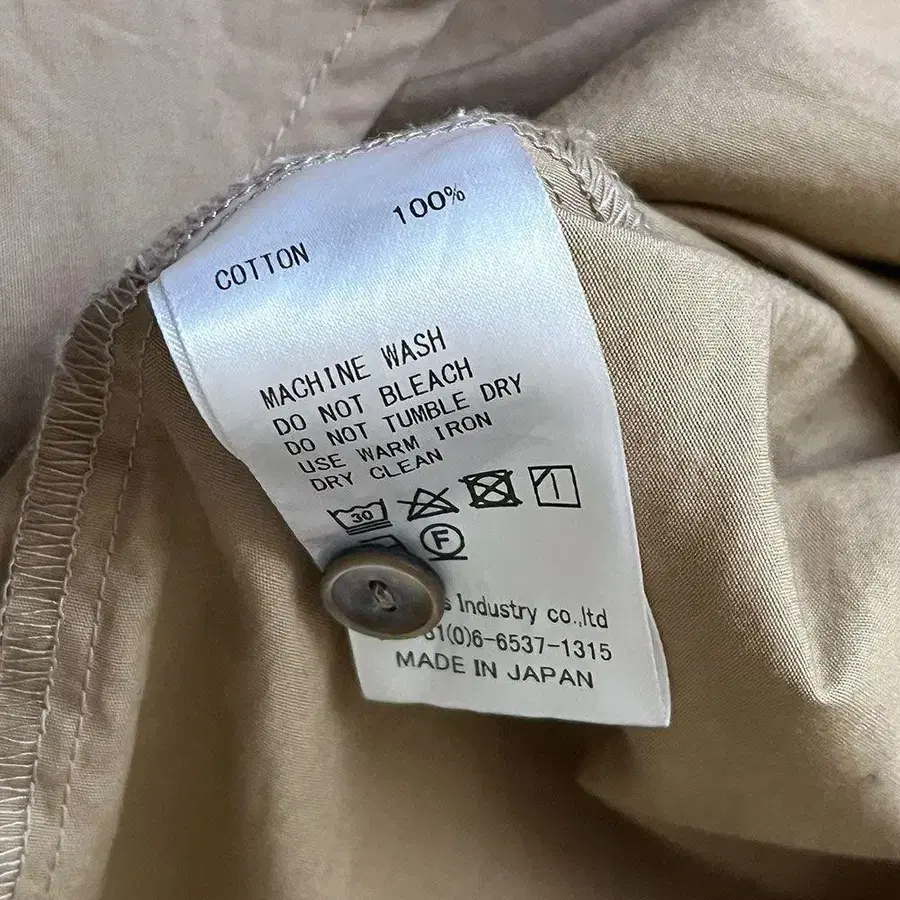 COTTON 100%
MACHINE WASH
DO NOT BLEACH
DO NOT TUMBLE DRY
USE WARM IRON
DRY CLEAN
30
F
Industry co.,ltd
(0)6-6537-1315
MADE IN JAPAN